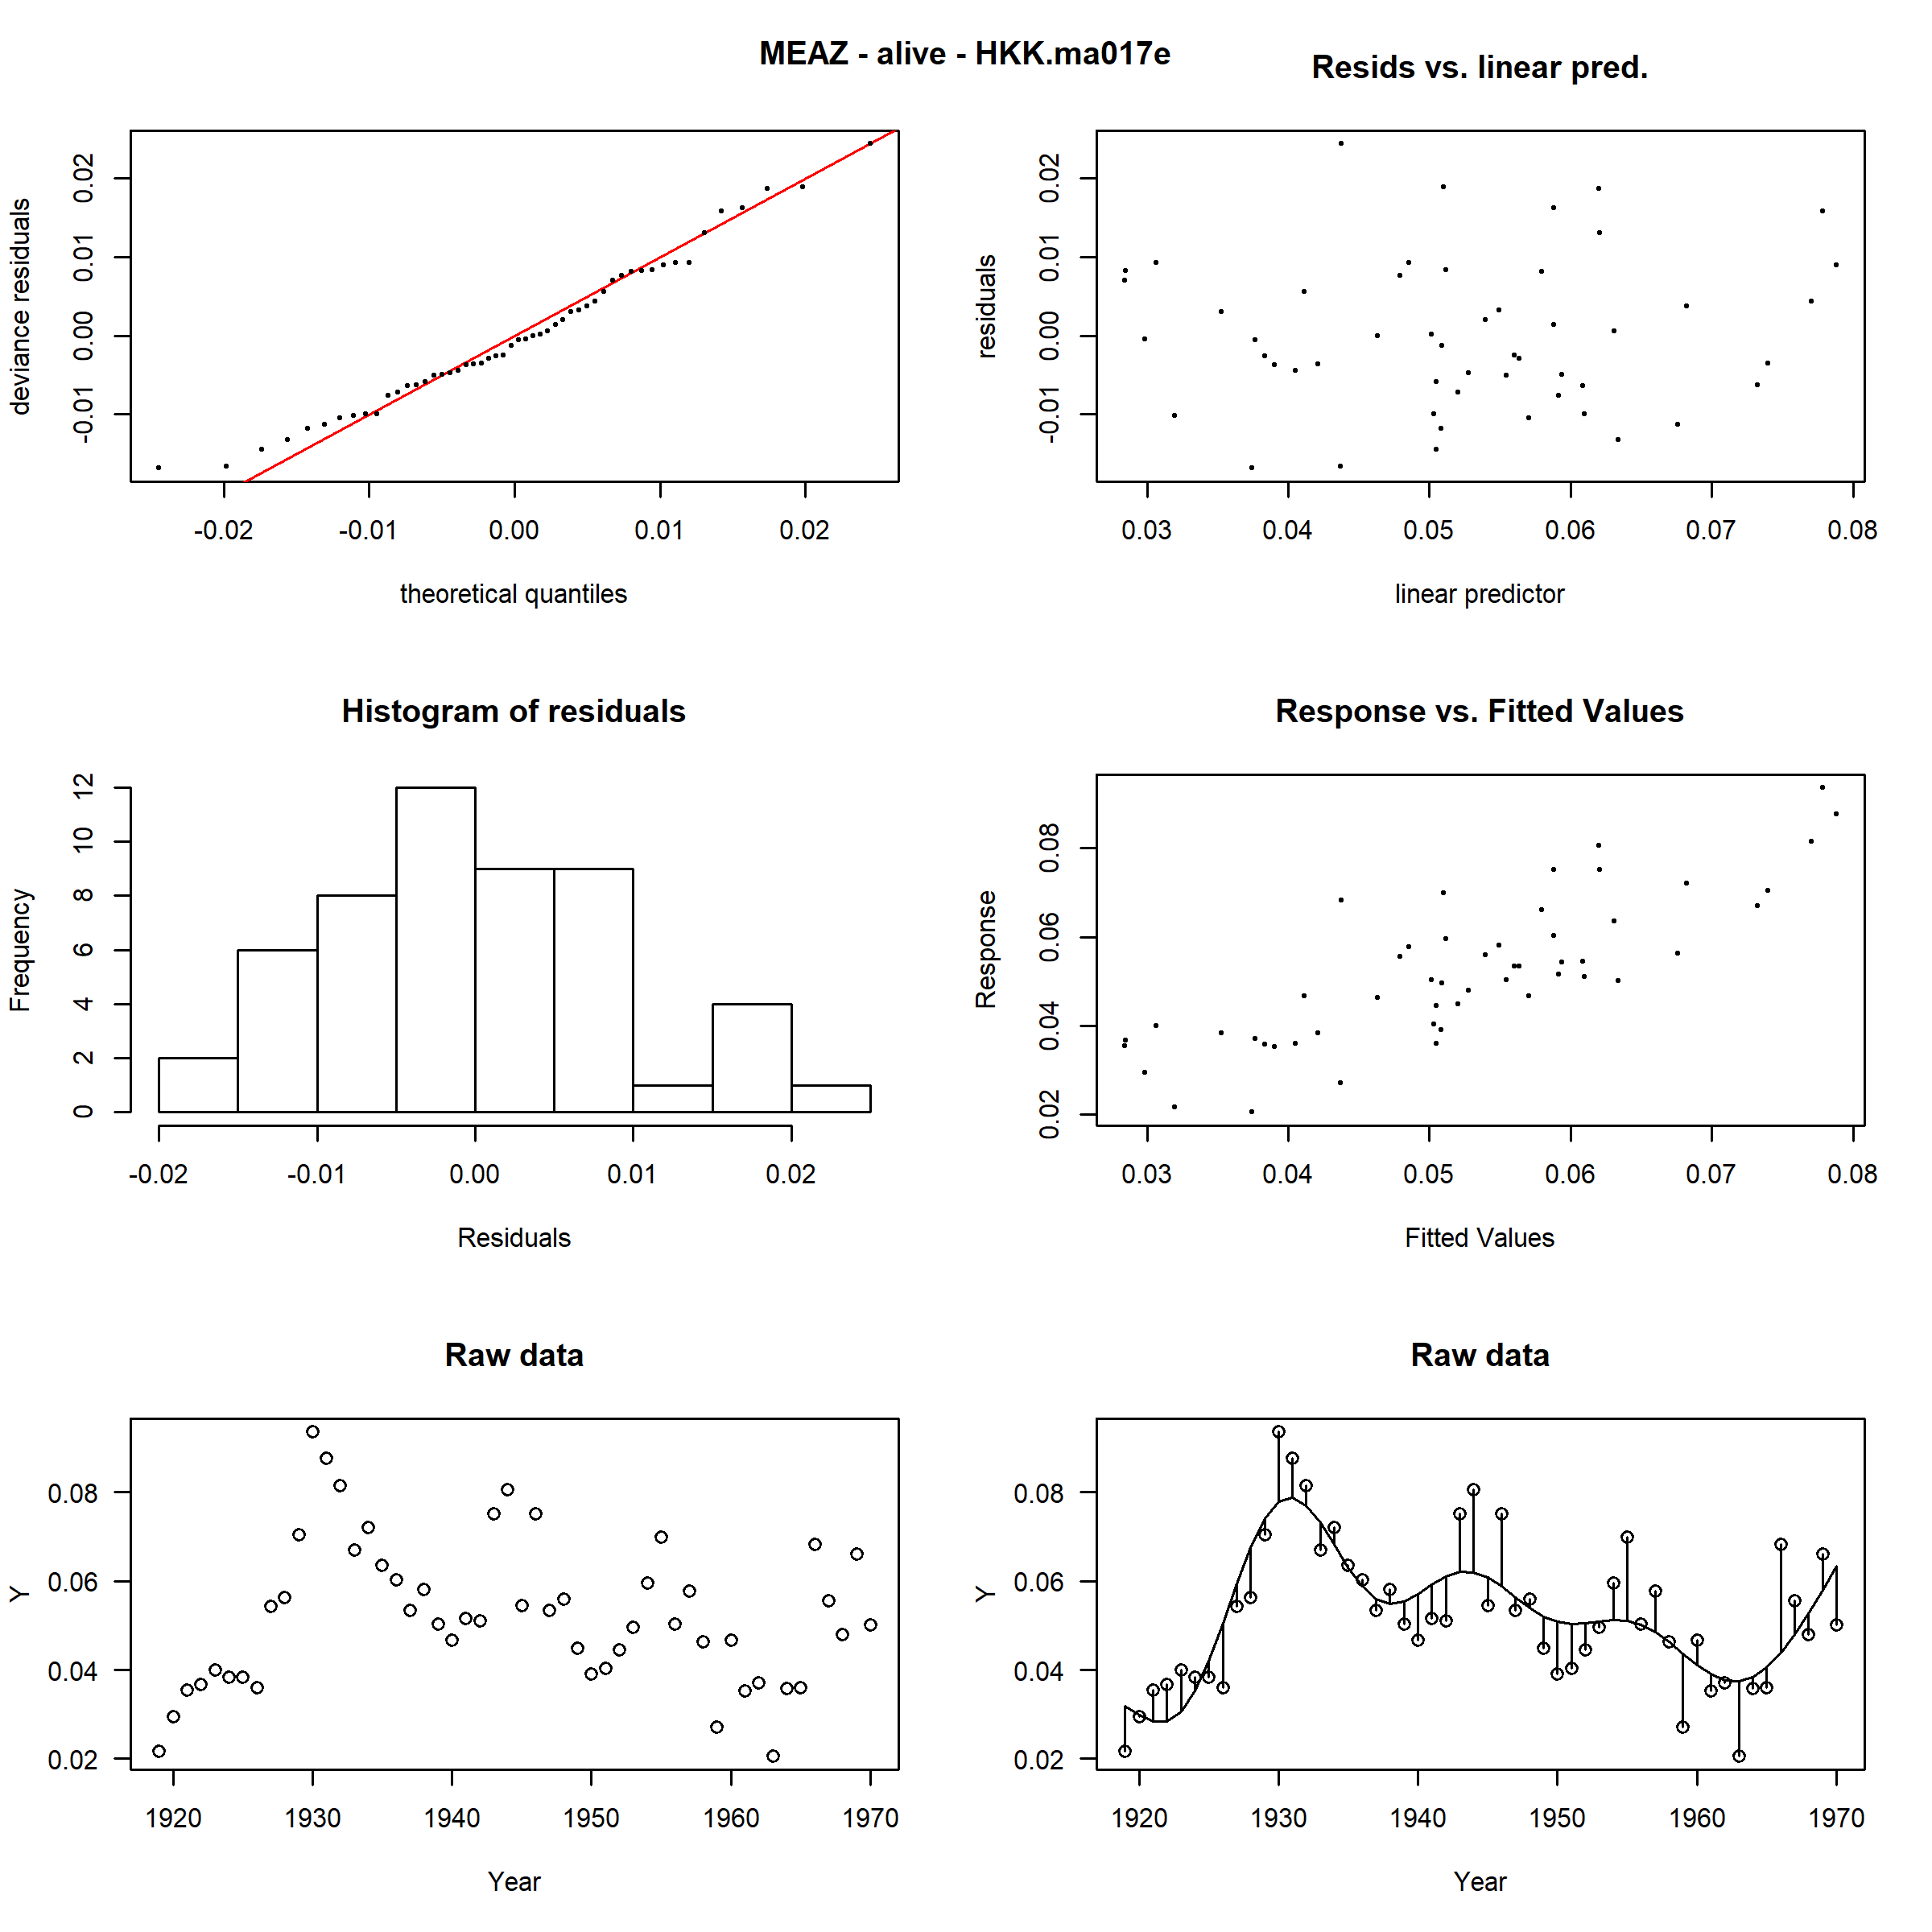 MEAZ - alive - HKK.ma017e
Resids vs. linear pred.
deviance residuals
-0.01 0.00 0.01 0.02
-0.02 -0.01 0.00 0.01 0.02
theoretical quantiles
residuals
-0.01 0.00 0.01 0.02
0.03 0.04 0.05 0.06 0.07 0.08
linear predictor
Histogram of residuals
Frequency
0 2 4 6 8 10 12
-0.02 -0.01 0.00 0.01 0.02
Residuals
Response vs. Fitted Values
Response
0.02 0.04 0.06 0.08
0.03 0.04 0.05 0.06 0.07 0.08
Fitted Values
Raw data
Y
0.08
0.06
0.04
0.02
1920 1930 1940 1950 1960 1970
Year
Raw data
Y
0.08
0.06
0.04
0.02
1920 1930 1940 1950 1960 1970
Year